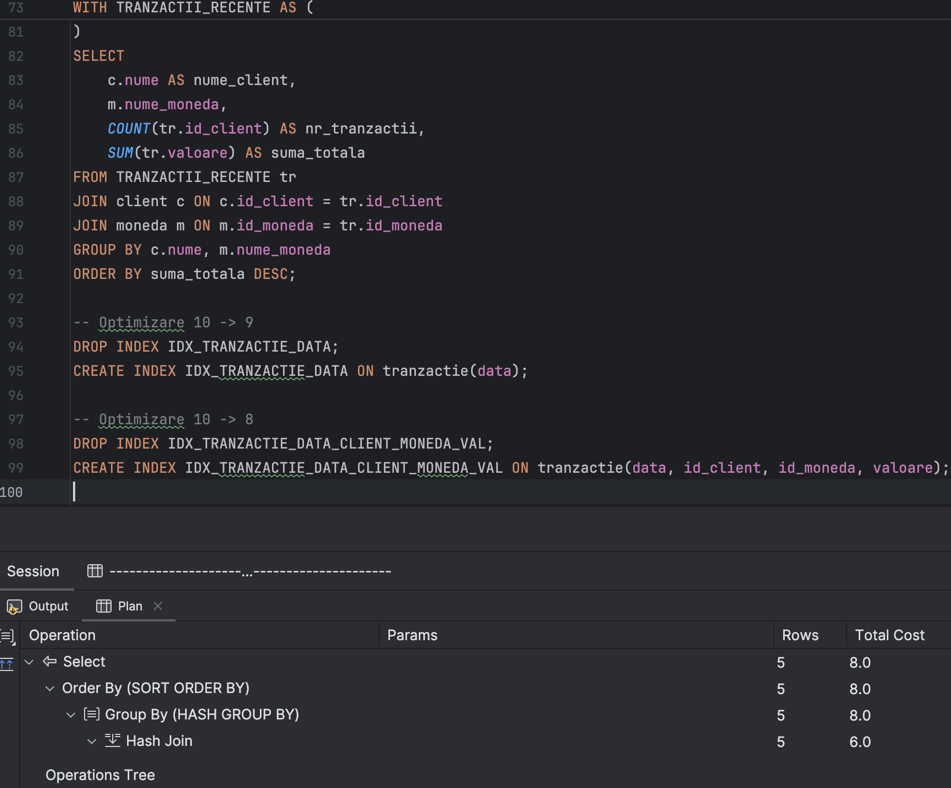 73 WITH TRANZACTII_RECENTE AS (
81 )
82 SELECT
83 c.nume AS nume_client,
84 m.nume_moneda,
85 COUNT(tr.id_client) AS nr_tranzactii,
86 SUM(tr.valoare) AS suma_totala
87 FROM TRANZACTII_RECENTE tr
88 JOIN client c ON c.id_client = tr.id_client
89 JOIN moneda m ON m.id_moneda = tr.id_moneda
90 GROUP BY c.nume, m.nume_moneda
91 ORDER BY suma_totala DESC;
92
93 -- Optimizare 10 -> 9
94 DROP INDEX IDX_TRANZACTIE_DATA;
95 CREATE INDEX IDX_TRANZACTIE_DATA ON tranzactie(data);
96
97 -- Optimizare 10 -> 8
98 DROP INDEX IDX_TRANZACTIE_DATA_CLIENT_MONEDA_VAL;
99 CREATE INDEX IDX_TRANZACTIE_DATA_CLIENT_MONEDA_VAL ON tranzactie(data, id_client, id_moneda, valoare);
100
Session --------------------...---------------------
Output Plan
Operation Params Rows Total Cost
Select 5 8.0
Order By (SORT ORDER BY) 5 8.0
Group By (HASH GROUP BY) 5 8.0
Hash Join 5 6.0
Operations Tree